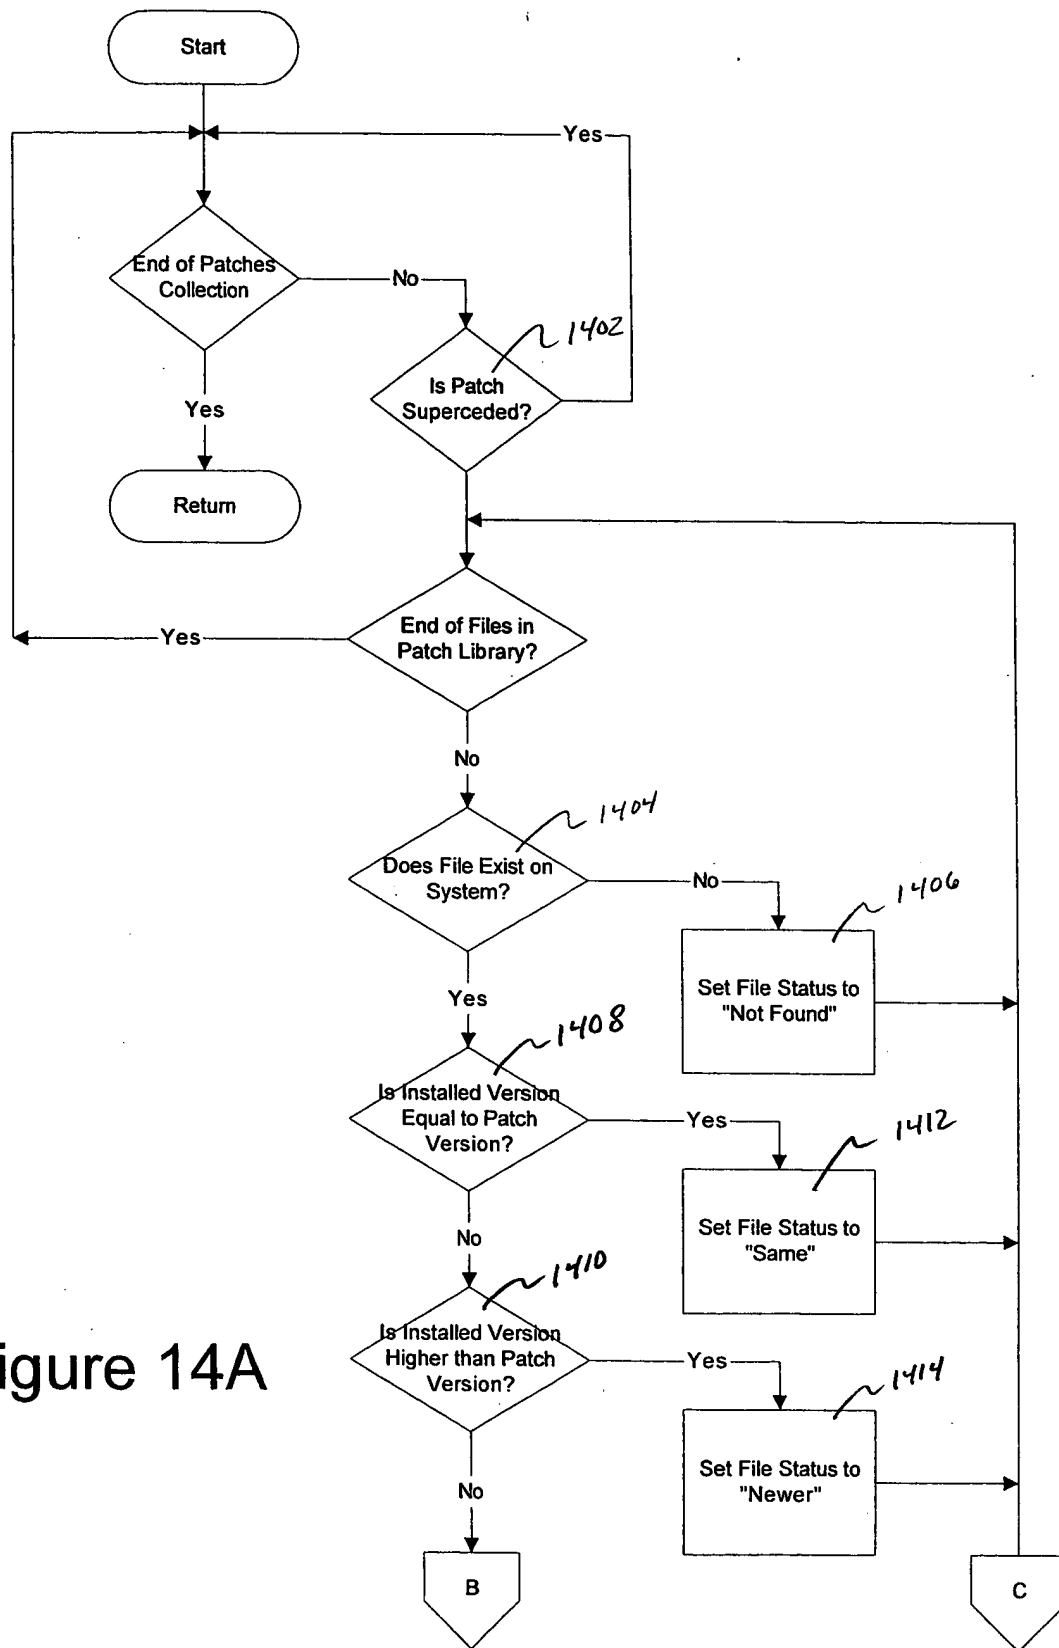 Start
Yes
End of Patches
Collection
No
1402
Is Patch
Superceded?
Yes
Return
End of Files in
Patch Library?
Yes
No
1404
Does File Exist on
System?
No
1406
Set File Status to
"Not Found"
Yes
1408
Is Installed Version
Equal to Patch
Version?
Yes
1412
Set File Status to
"Same"
No
1410
Is Installed Version
Higher than Patch
Version?
Yes
1414
Set File Status to
"Newer"
igure 14A
No
B
C